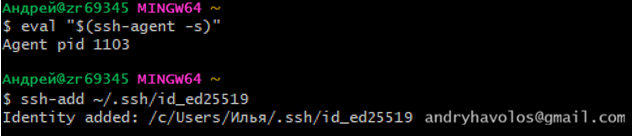 Андрей@zr69345 MINGW64 ~
$ eval "$(ssh-agent -s)"
Agent pid 1103
Андрей@zr69345 MINGW64 ~
$ ssh-add ~/.ssh/id_ed25519
Identity added: /c/Users/Илья/.ssh/id_ed25519 andryhavolos@gmail.com